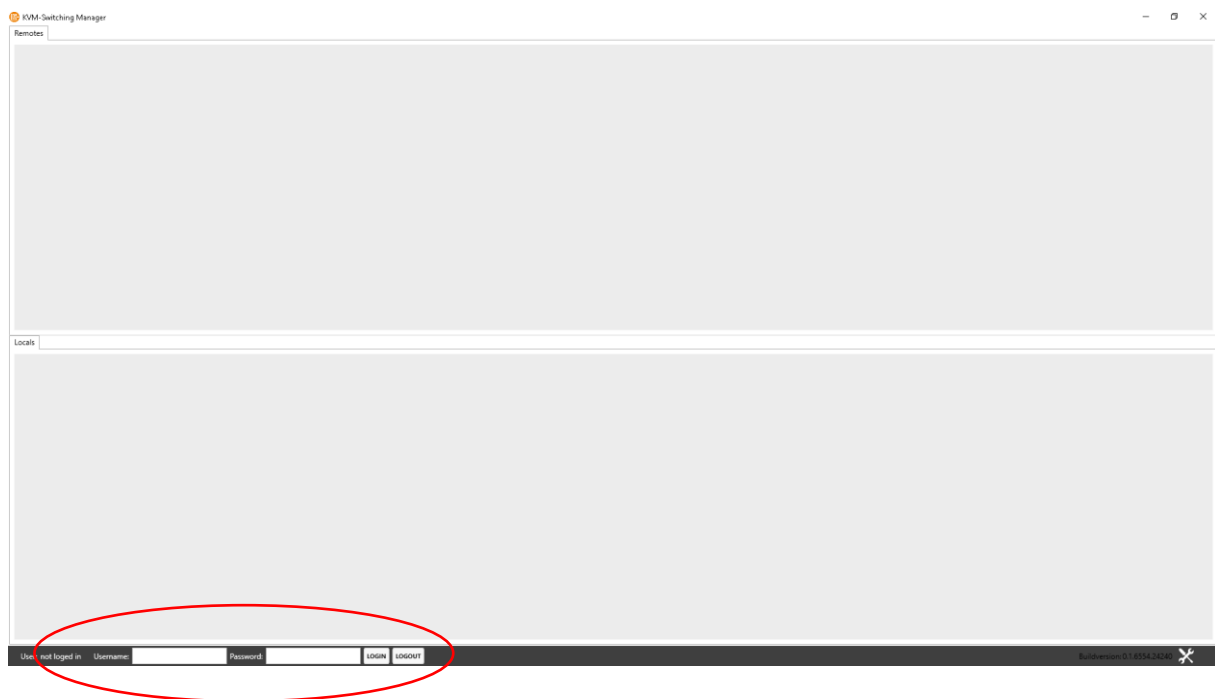 KVM-Switching Manager
Remotes
Locals
User: not loged in Username: Password: LOGIN LOGOUT Buildversion:0.1.6554.24240